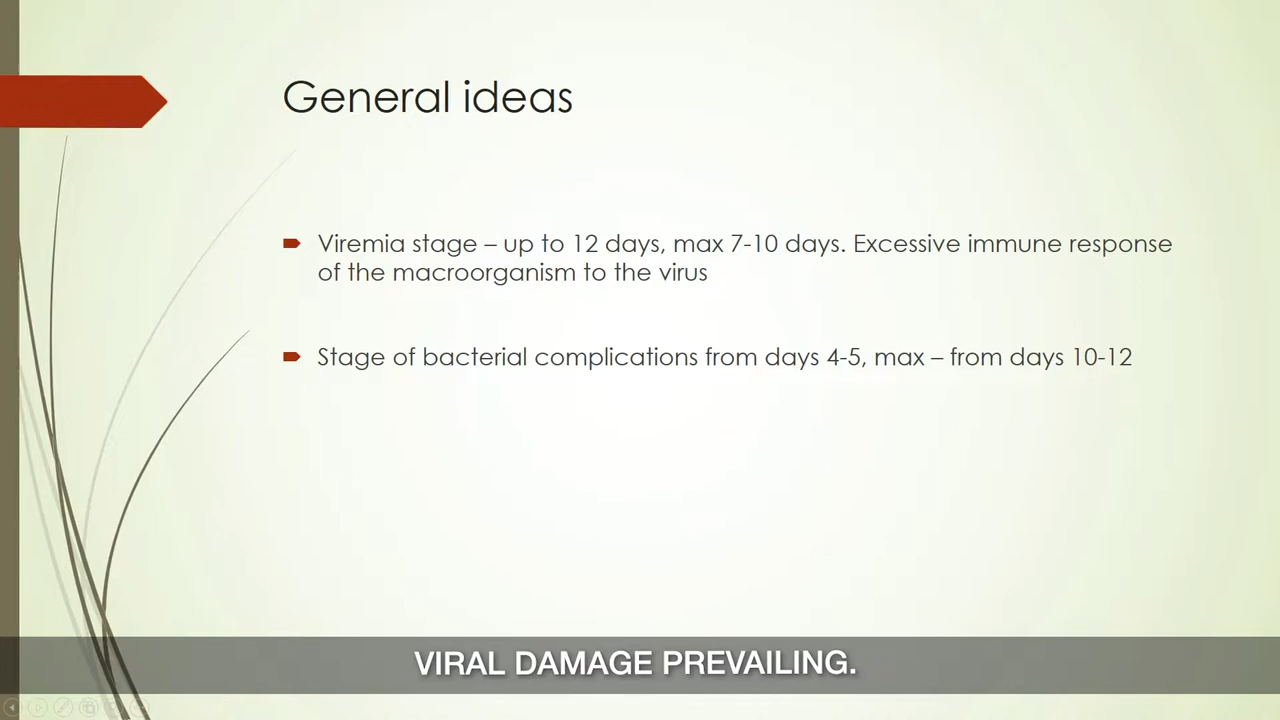 General ideas
Viremia stage – up to 12 days, max 7-10 days. Excessive immune response
of the macroorganism to the virus
Stage of bacterial complications from days 4-5, max – from days 10-12
VIRAL DAMAGE PREVAILING.